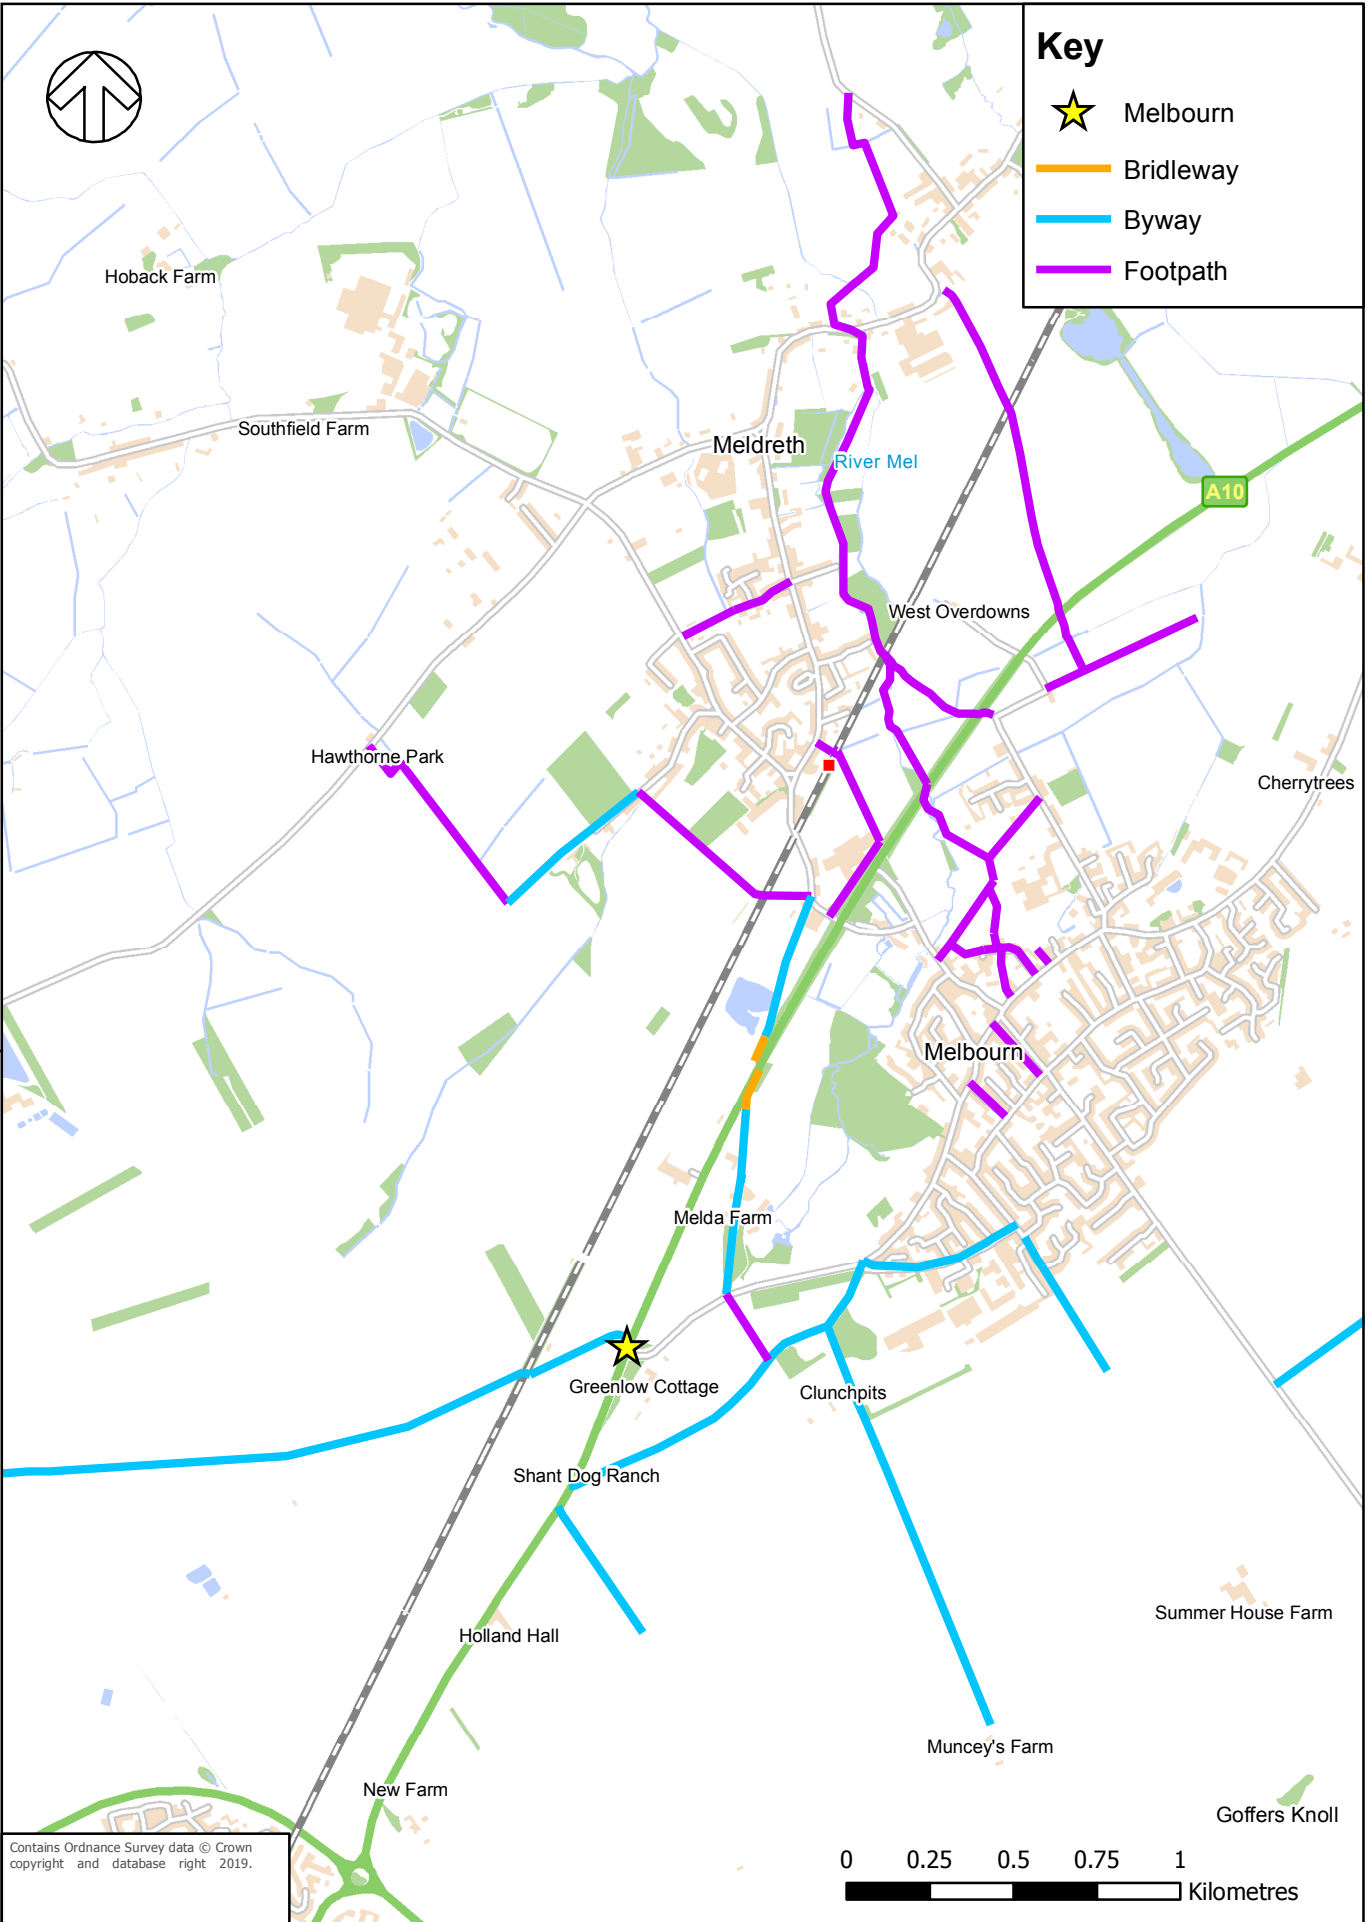 Key
Melbourn
Bridleway
Byway
Footpath
Hoback Farm
Southfield Farm
Meldreth
River Mel
A10
West Overdowns
Hawthorne Park
Cherrytrees
Melbourn
Melda Farm
Greenlow Cottage
Clunchpits
Shant Dog Ranch
Summer House Farm
Holland Hall
Muncey's Farm
New Farm
Goffers Knoll
Contains Ordnance Survey data © Crown
copyright and database right 2019.
0 0.25 0.5 0.75 1
Kilometres